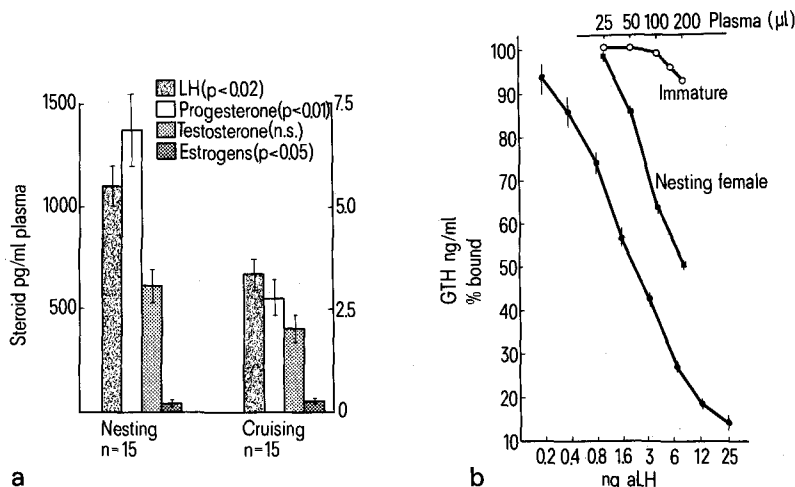 LH(p<0.02)
Progesterone(p<0.01)
Testosterone(n.s.)
Estrogens(p<0.05)
1500
1000
500
Steroid pg/ml plasma
7.5
5.0
2.5
0
Nesting
n=15
Cruising
n=15
a
25 50 100 200 Plasma (µl)
100
90
80
70
60
50
40
30
20
10
GTH ng/ml
% bound
Immature
Nesting female
0.2 0.4 0.8 1.6 3 6 12 25
ng aLH
b